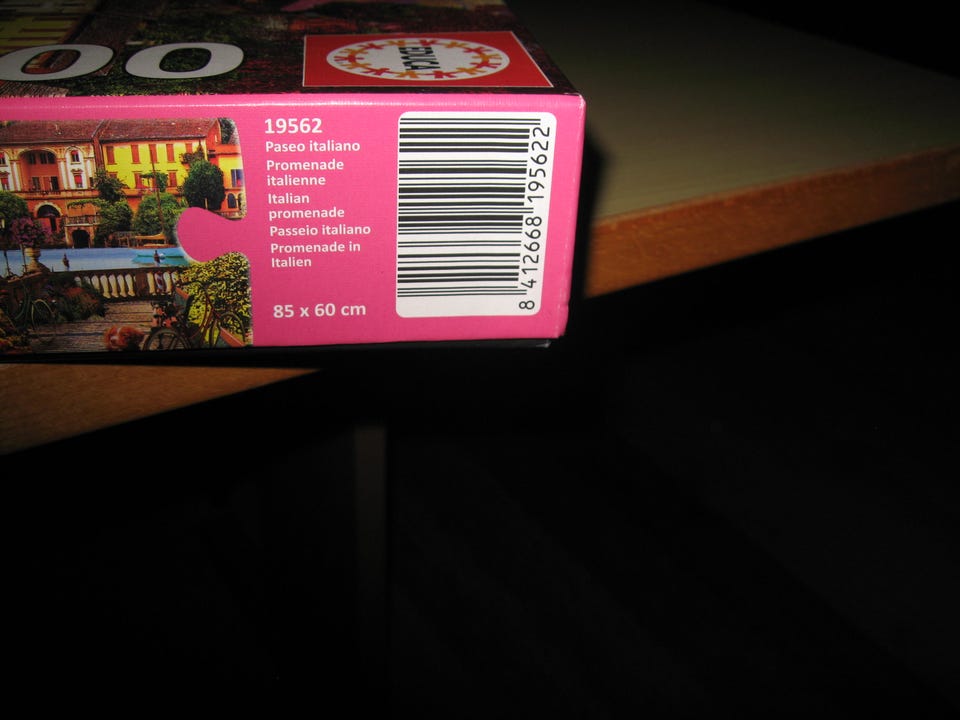 00
EDUCA
19562
Paseo italiano
Promenade
italienne
Italian
promenade
Passeio italiano
Promenade in
Italien
85 x 60 cm
8 412668 195622